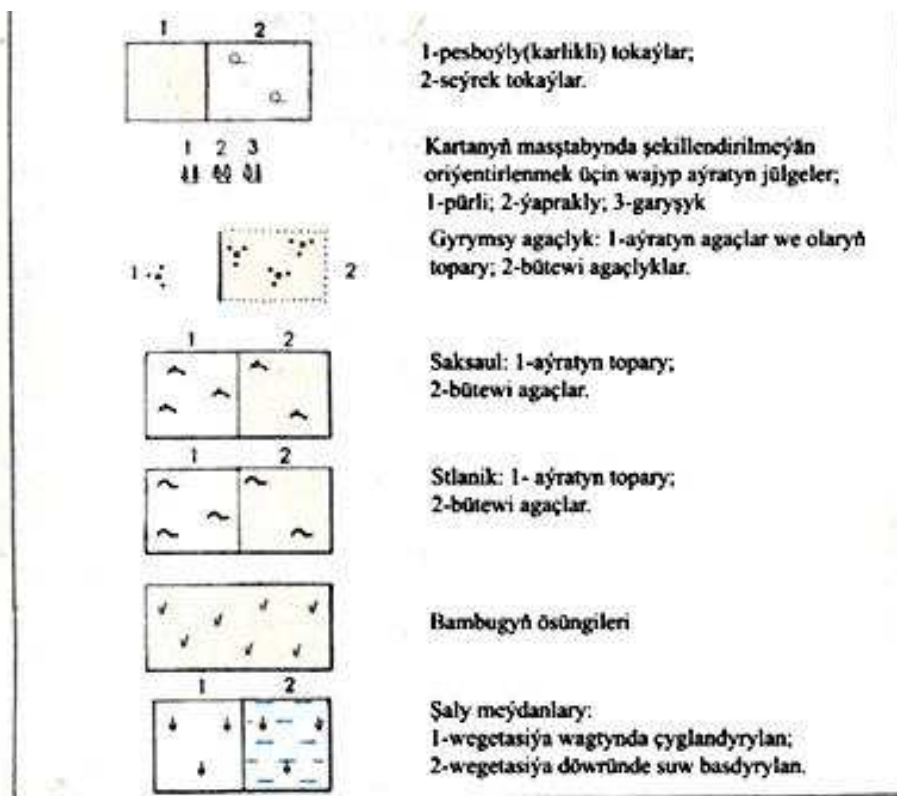 1 2
1-pesboýly(karlikli) tokaýlar;
2-seýrek tokaýlar.
1 2 3
Kartanyň masştabynda şekillendirilmeýän
oriýentirlenmek üçin wajyp aýratyn jülgeler;
1-pürli; 2-ýaprakly; 3-garyşyk
1 2
Gyrymsy agaçlyk: 1-aýratyn agaçlar we olaryň
topary; 2-bütewi agaçlyklar.
1 2
Saksaul: 1-aýratyn topary;
2-bütewi agaçlar.
1 2
Stlanik: 1- aýratyn topary;
2-bütewi agaçlar.
Bambugyň ösüngileri
1 2
Şaly meýdanlary:
1-wegetasiýa wagtynda çyglandyrylan;
2-wegetasiýa döwründe suw basdyrylan.